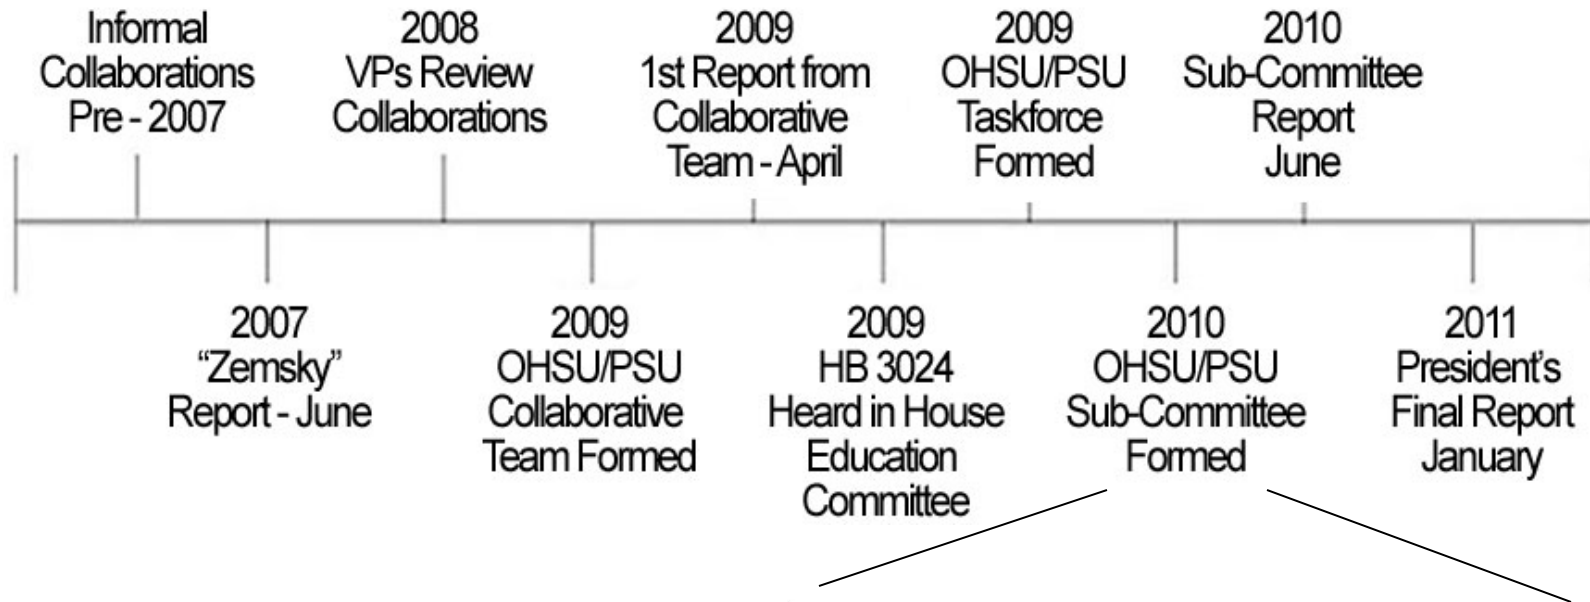 Informal
Collaborations
Pre - 2007
2008
VPs Review
Collaborations
2009
1st Report from
Collaborative
Team - April
2009
OHSU/PSU
Taskforce
Formed
2010
Sub-Committee
Report
June
2007
“Zemsky”
Report - June
2009
OHSU/PSU
Collaborative
Team Formed
2009
HB 3024
Heard in House
Education
Committee
2010
OHSU/PSU
Sub-Committee
Formed
2011
President’s
Final Report
January